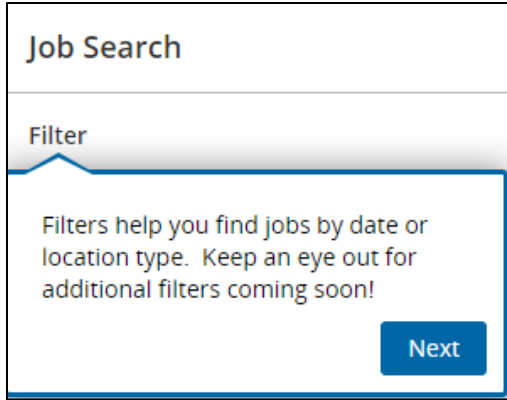 Job Search
Filter
Filters help you find jobs by date or
location type.  Keep an eye out for
additional filters coming soon!
Next